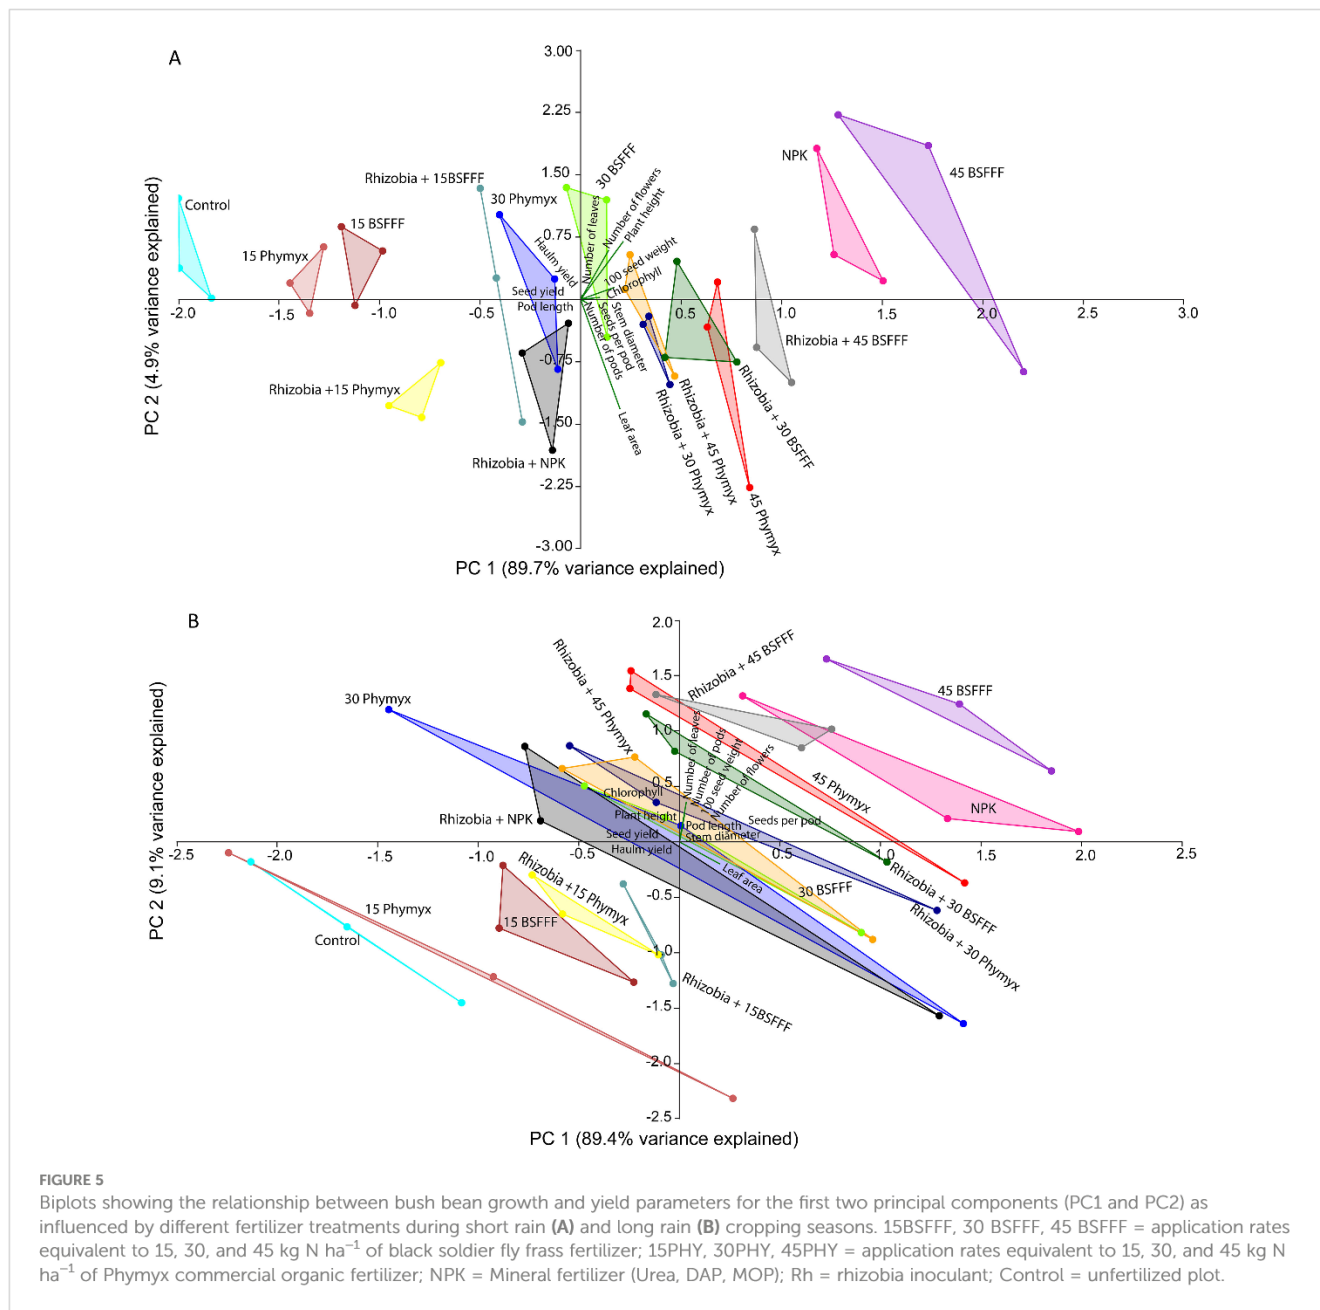 A
3.00
2.25
1.50
0.75
-0.75
-1.50
-2.25
-3.00
-2.0
-1.5
-1.0
-0.5
0.5
1.0
1.5
2.0
2.5
3.0
PC 2 (4.9% variance explained)
PC 1 (89.7% variance explained)
Control
15 Phymyx
15 BSFFF
Rhizobia + 15BSFFF
30 Phymyx
30 BSFFF
NPK
45 BSFFF
Rhizobia +15 Phymyx
Rhizobia + NPK
Rhizobia + 45 BSFFF
Rhizobia + 30 BSFFF
Rhizobia + 45 Phymyx
Rhizobia + 30 Phymyx
45 Phymyx
Number of leaves
Number of flowers
Plant height
Haulm yield
100 seed weight
Chlorophyll
Seed yield
Pod length
Stem diameter
Seeds per pod
Number of pods
Leaf area
B
2.0
1.5
1.0
0.5
-0.5
-1.0
-1.5
-2.0
-2.5
-2.5
-2.0
-1.5
-1.0
-0.5
0.5
1.0
1.5
2.0
2.5
PC 2 (9.1% variance explained)
PC 1 (89.4% variance explained)
30 Phymyx
Rhizobia + 45 Phymyx
Rhizobia + 45 BSFFF
45 BSFFF
45 Phymyx
NPK
Rhizobia + NPK
Rhizobia +15 Phymyx
15 Phymyx
Control
15 BSFFF
Rhizobia + 15BSFFF
30 BSFFF
Rhizobia + 30 BSFFF
Rhizobia + 30 Phymyx
Number of leaves
Number of pods
100 seed weight
Number of flowers
Chlorophyll
Plant height
Pod length
Seeds per pod
Seed yield
Stem diameter
Haulm yield
Leaf area
FIGURE 5
Biplots showing the relationship between bush bean growth and yield parameters for the first two principal components (PC1 and PC2) as
influenced by different fertilizer treatments during short rain (A) and long rain (B) cropping seasons. 15BSFFF, 30 BSFFF, 45 BSFFF = application rates
equivalent to 15, 30, and 45 kg N ha⁻¹ of black soldier fly frass fertilizer; 15PHY, 30PHY, 45PHY = application rates equivalent to 15, 30, and 45 kg N
ha⁻¹ of Phymyx commercial organic fertilizer; NPK = Mineral fertilizer (Urea, DAP, MOP); Rh = rhizobia inoculant; Control = unfertilized plot.